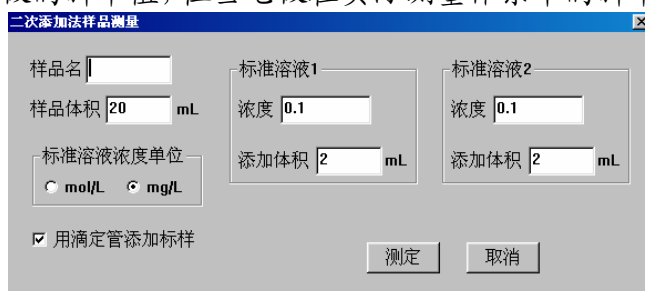 二次添加法样品测量
样品名
样品体积 20 mL
标准溶液浓度单位
mol/L mg/L
用滴定管添加标样
标准溶液1
浓度 0.1
添加体积 2 mL
标准溶液2
浓度 0.1
添加体积 2 mL
测定 取消